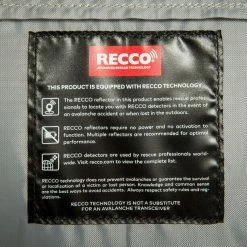 RECCO
ADVANCED RESCUE TECHNOLOGY
THIS PRODUCT IS EQUIPPED WITH RECCO TECHNOLOGY
The RECCO reflector in this product enables rescue profes-
sionals to locate you with RECCO detectors in the event of
an avalanche accident or when lost in the outdoors.
RECCO reflectors require no power and no activation to
function. Multiple reflectors are recommended for optimal
performance.
RECCO detectors are used by rescue professionals world-
wide. Visit recco.com to view the complete list.
RECCO technology does not prevent avalanches or guarantee the survival
or localisation of a victim or lost person. Knowledge and common sense
are the best ways to avoid accidents. Always respect safety rules and reg-
ulations.
RECCO TECHNOLOGY IS NOT A SUBSTITUTE
FOR AN AVALANCHE TRANSCEIVER